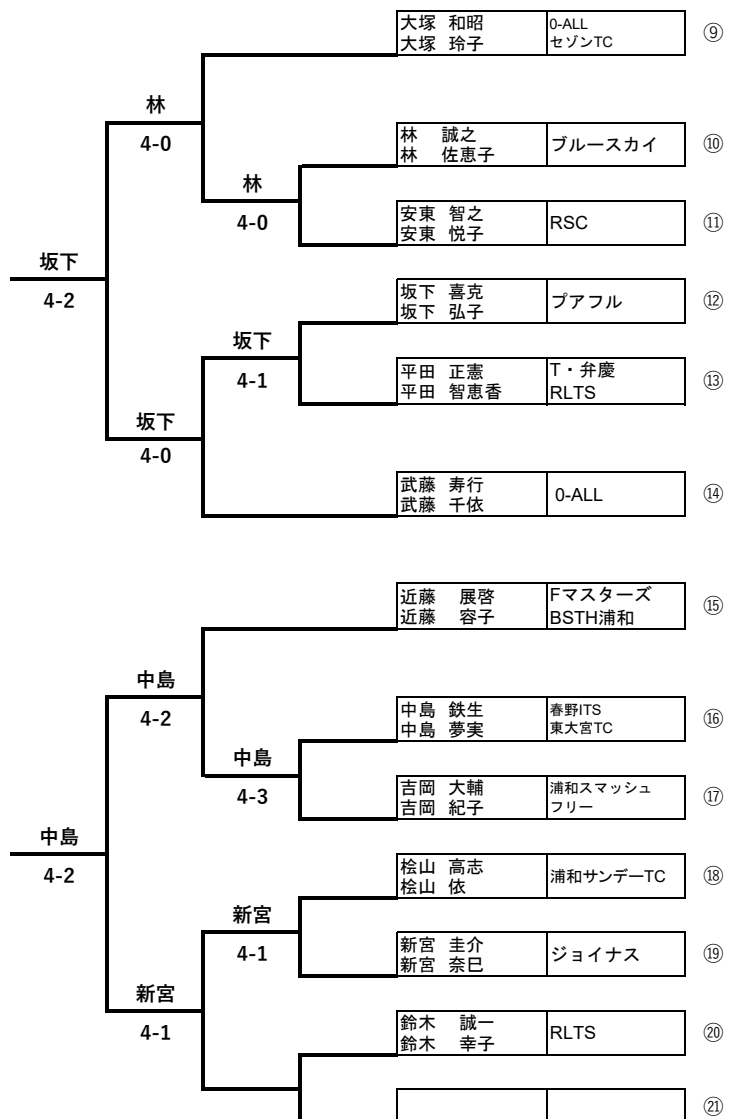 大塚 和昭 0-ALL ⑨
大塚 玲子 セゾンTC
林
4-0
林 誠之 ブルースカイ ⑩
林 佐恵子
林
4-0
安東 智之 RSC ⑪
安東 悦子
坂下
4-2
坂下 喜克 プアフル ⑫
坂下 弘子
坂下
4-1
平田 正憲 T・弁慶 ⑬
平田 智恵香 RLTS
坂下
4-0
武藤 寿行 0-ALL ⑭
武藤 千依
近藤 展啓 Fマスターズ ⑮
近藤 容子 BSTH浦和
中島
4-2
中島 鉄生 春野ITS ⑯
中島 夢実 東大宮TC
中島
4-3
吉岡 大輔 浦和スマッシュ ⑰
吉岡 紀子 フリー
中島
4-2
桧山 高志 浦和サンデーTC ⑱
桧山 依
新宮
4-1
新宮 圭介 ジョイナス ⑲
新宮 奈巳
新宮
4-1
鈴木 誠一 RLTS ⑳
鈴木 幸子
㉑